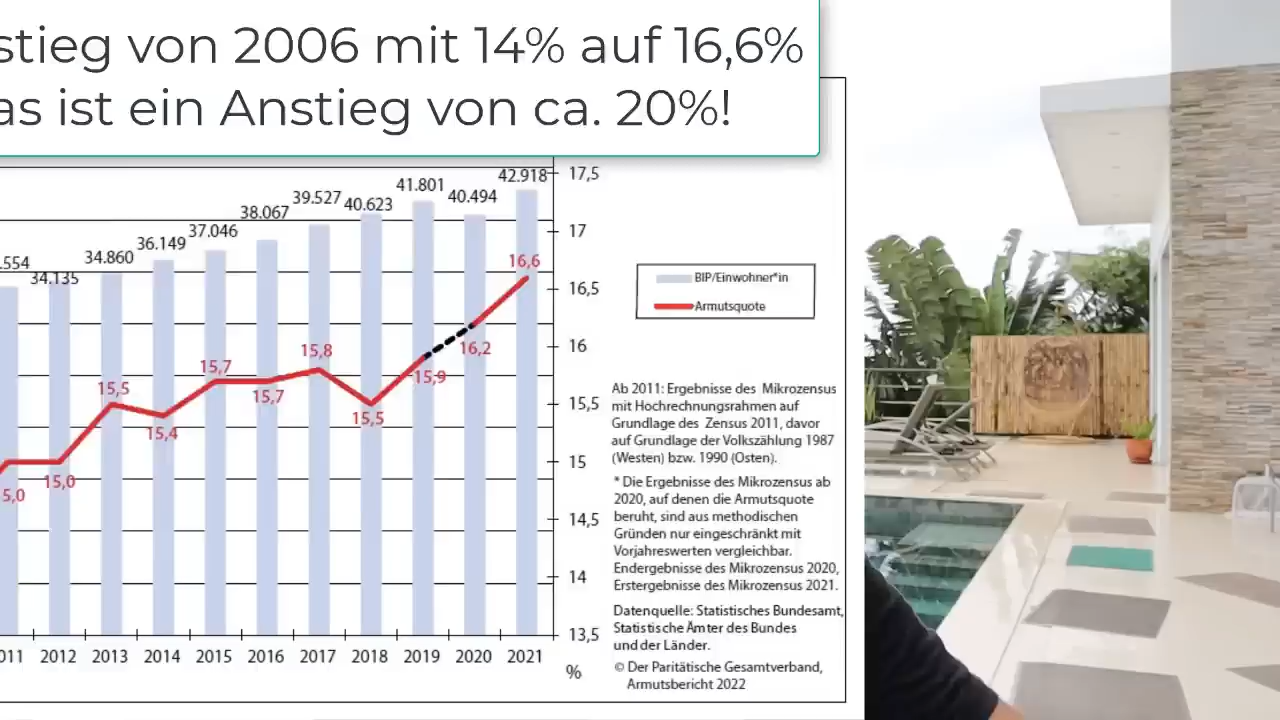 stieg von 2006 mit 14% auf 16,6%
as ist ein Anstieg von ca. 20%!
.554
34.135
34.860
36.149
37.046
38.067
39.527
40.623
41.801
40.494
42.918
17,5
17
16,5
16
15,5
15
14,5
14
13,5
%
5,0
15,0
15,5
15,4
15,7
15,7
15,8
15,5
15,9
16,2
16,6
011 2012 2013 2014 2015 2016 2017 2018 2019 2020 2021
BIP/Einwohner*in
Armutsquote
Ab 2011: Ergebnisse des Mikrozensus
mit Hochrechnungsrahmen auf
Grundlage des Zensus 2011, davor
auf Grundlage der Volkszählung 1987
(Westen) bzw. 1990 (Osten).
* Die Ergebnisse des Mikrozensus ab
2020, auf denen die Armutsquote
beruht, sind aus methodischen
Gründen nur eingeschränkt mit
Vorjahreswerten vergleichbar.
Endergebnisse des Mikrozensus 2020,
Erstergebnisse des Mikrozensus 2021.
Datenquelle: Statistisches Bundesamt,
Statistische Ämter des Bundes
und der Länder.
© Der Paritätische Gesamtverband,
Armutsbericht 2022